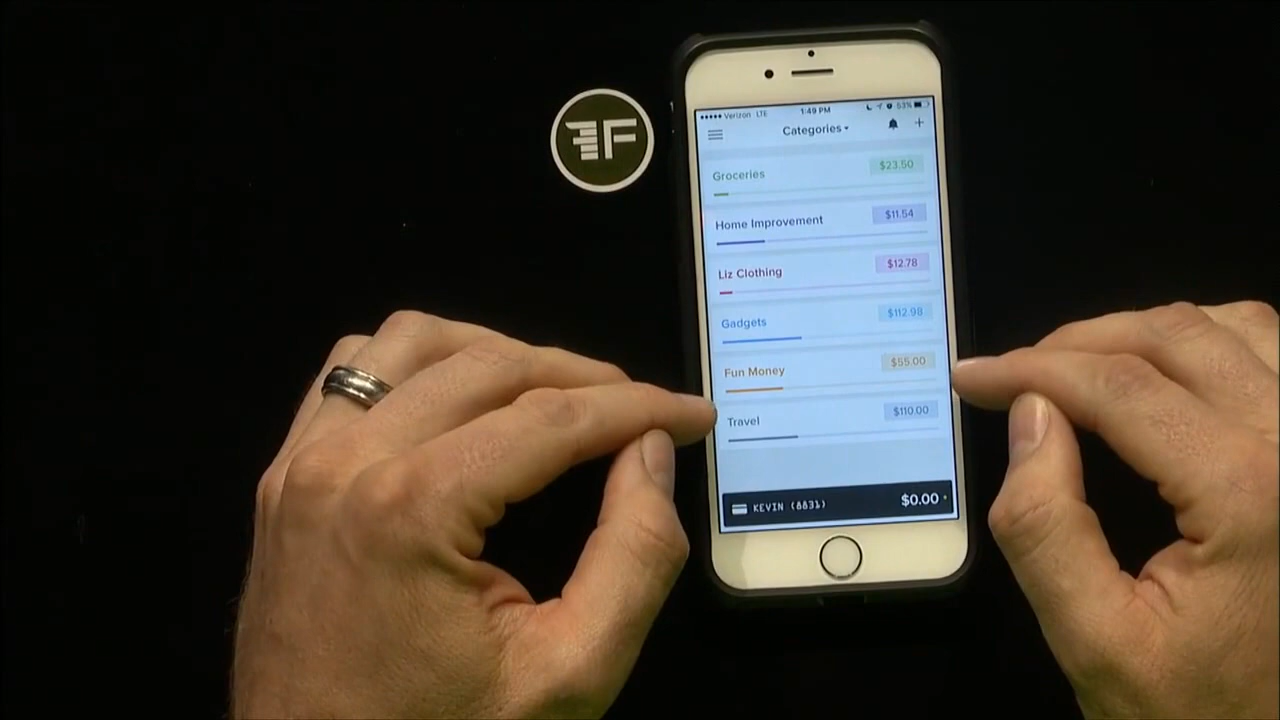 F
Verizon LTE 1:49 PM 53%
Categories
Groceries $23.50
Home Improvement $11.54
Liz Clothing $12.78
Gadgets $112.98
Fun Money $55.00
Travel $110.00
KEVIN (8831) $0.00